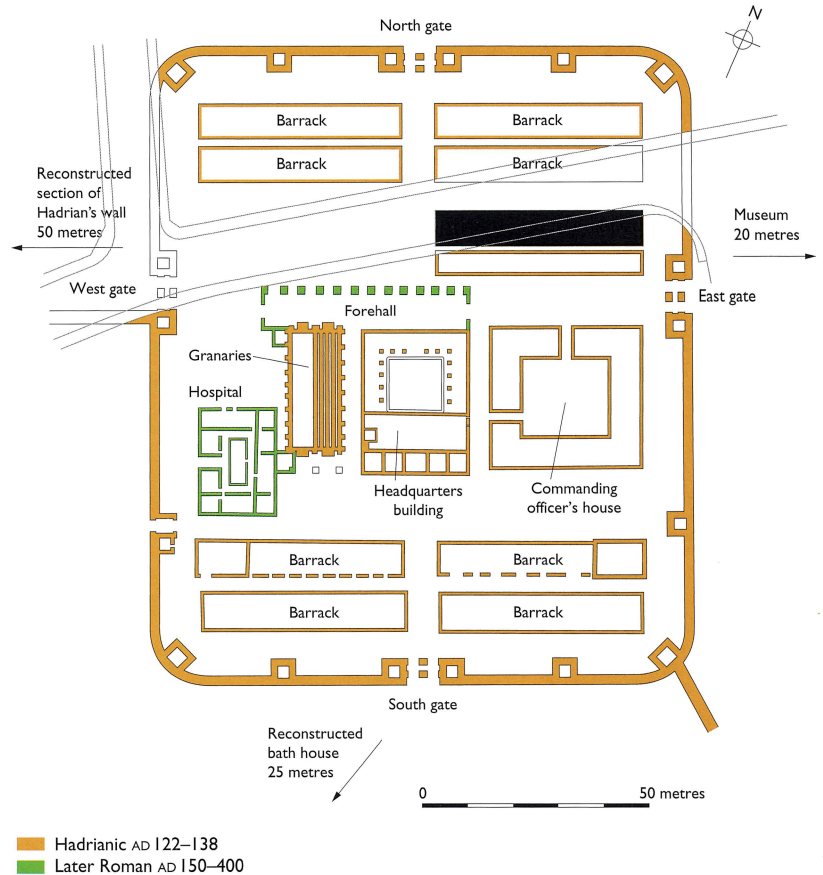 North gate
N
Barrack
Barrack
Barrack
Barrack
Reconstructed
section of
Hadrian's wall
50 metres
Museum
20 metres
West gate
East gate
Forehall
Granaries
Hospital
Headquarters
building
Commanding
officer's house
Barrack
Barrack
Barrack
Barrack
South gate
Reconstructed
bath house
25 metres
0
50 metres
Hadrianic AD 122–138
Later Roman AD 150–400